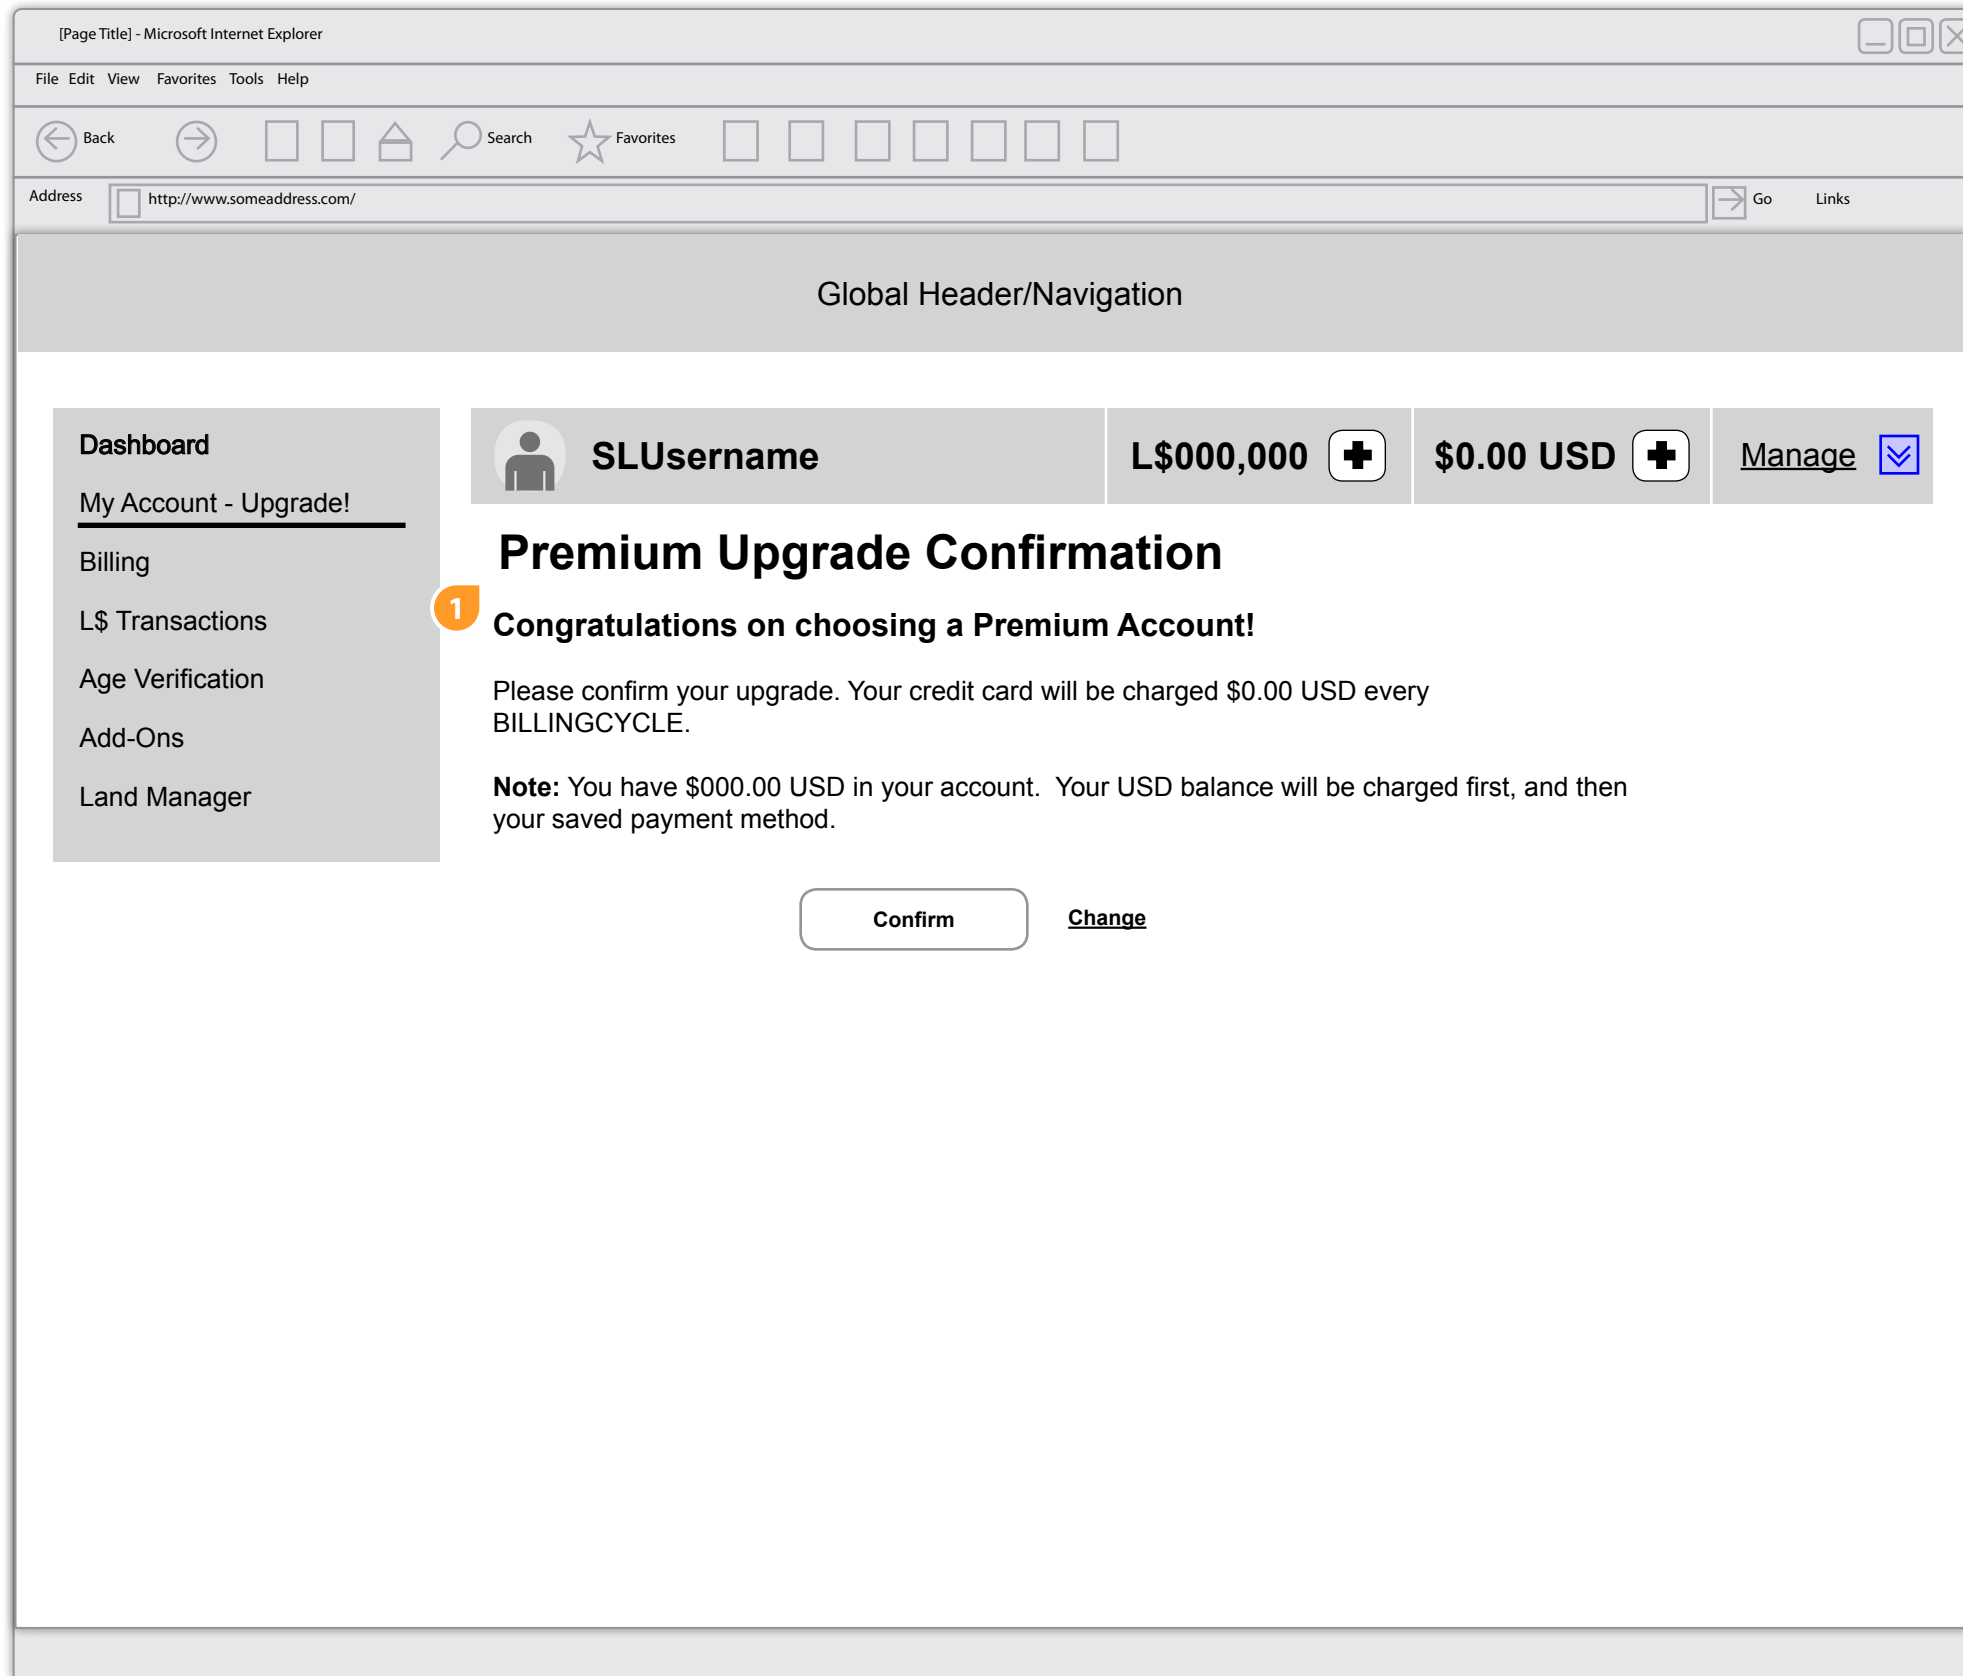 [Page Title] - Microsoft Internet Explorer
File Edit View Favorites Tools Help
Back Search Favorites
Address http://www.someaddress.com/ Go Links
Global Header/Navigation
Dashboard
My Account - Upgrade!
Billing
L$ Transactions
Age Verification
Add-Ons
Land Manager
SLUsername L$000,000 $0.00 USD Manage
Premium Upgrade Confirmation
1
Congratulations on choosing a Premium Account!
Please confirm your upgrade. Your credit card will be charged $0.00 USD every
BILLINGCYCLE.
Note: You have $000.00 USD in your account.  Your USD balance will be charged first, and then
your saved payment method.
Confirm Change